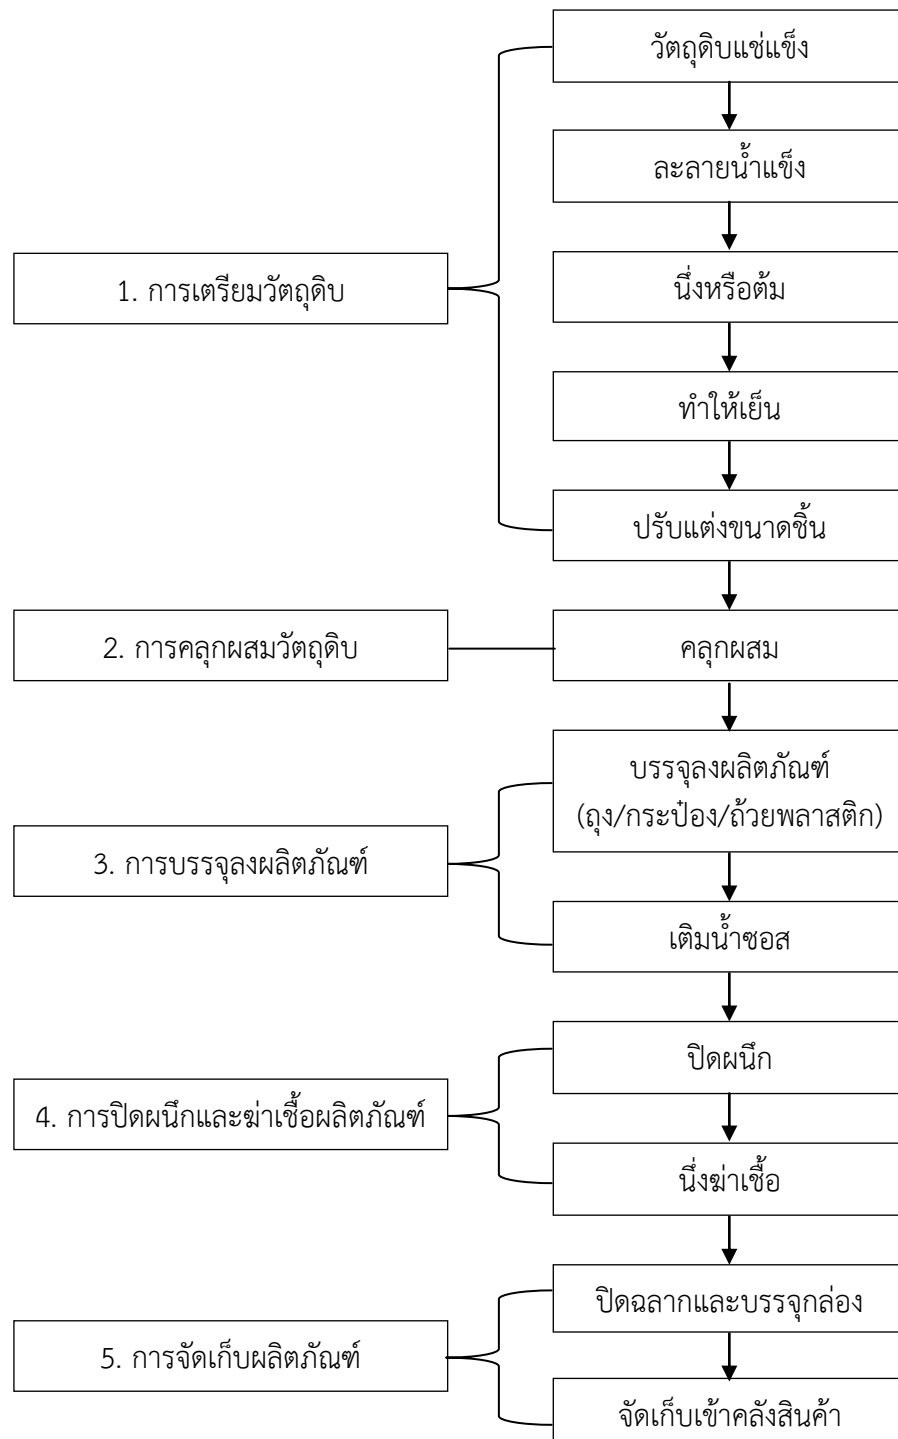 วัตถุดิบแช่แข็ง
ละลายน้ำแข็ง
1. การเตรียมวัตถุดิบ
นึ่งหรือต้ม
ทำให้เย็น
ปรับแต่งขนาดชิ้น
2. การคลุกผสมวัตถุดิบ
คลุกผสม
บรรจุลงผลิตภัณฑ์
(ถุง/กระป๋อง/ถ้วยพลาสติก)
3. การบรรจุลงผลิตภัณฑ์
เติมน้ำซอส
ปิดผนึก
4. การปิดผนึกและฆ่าเชื้อผลิตภัณฑ์
นึ่งฆ่าเชื้อ
ปิดฉลากและบรรจุกล่อง
5. การจัดเก็บผลิตภัณฑ์
จัดเก็บเข้าคลังสินค้า